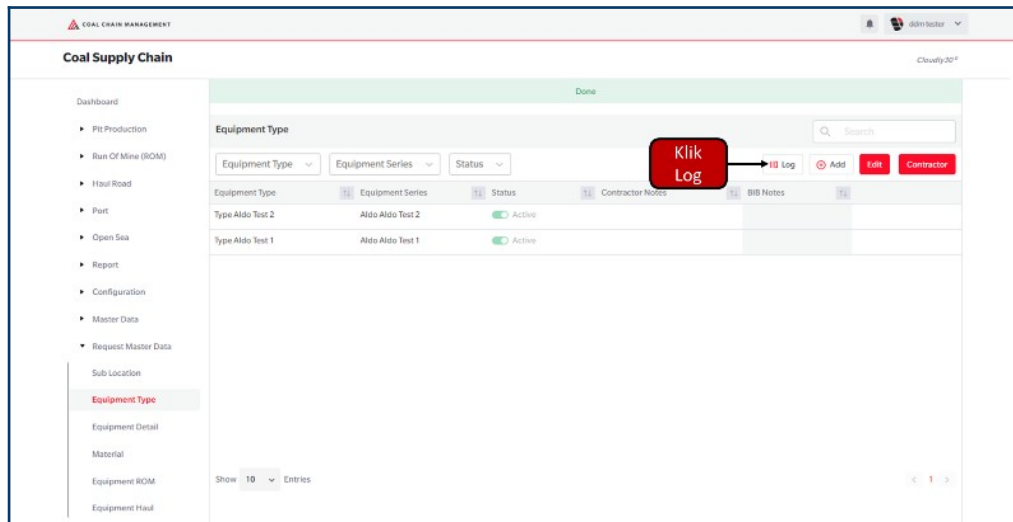 COAL CHAIN MANAGEMENT
ddm tester
Coal Supply Chain
Cloudly30°
Dashboard
Pit Production
Run Of Mine (ROM)
Haul Road
Port
Open Sea
Report
Configuration
Master Data
Request Master Data
Sub Location
Equipment Type
Equipment Detail
Material
Equipment ROM
Equipment Haul
Done
Equipment Type
Search
Equipment Type Equipment Series Status
Klik
Log
Log Add Edit Contractor
Equipment Type Equipment Series Status Contractor Notes BIB Notes
Type Aldo Test 2 Aldo Aldo Test 2 Active
Type Aldo Test 1 Aldo Aldo Test 1 Active
Show 10 Entries
< 1 >